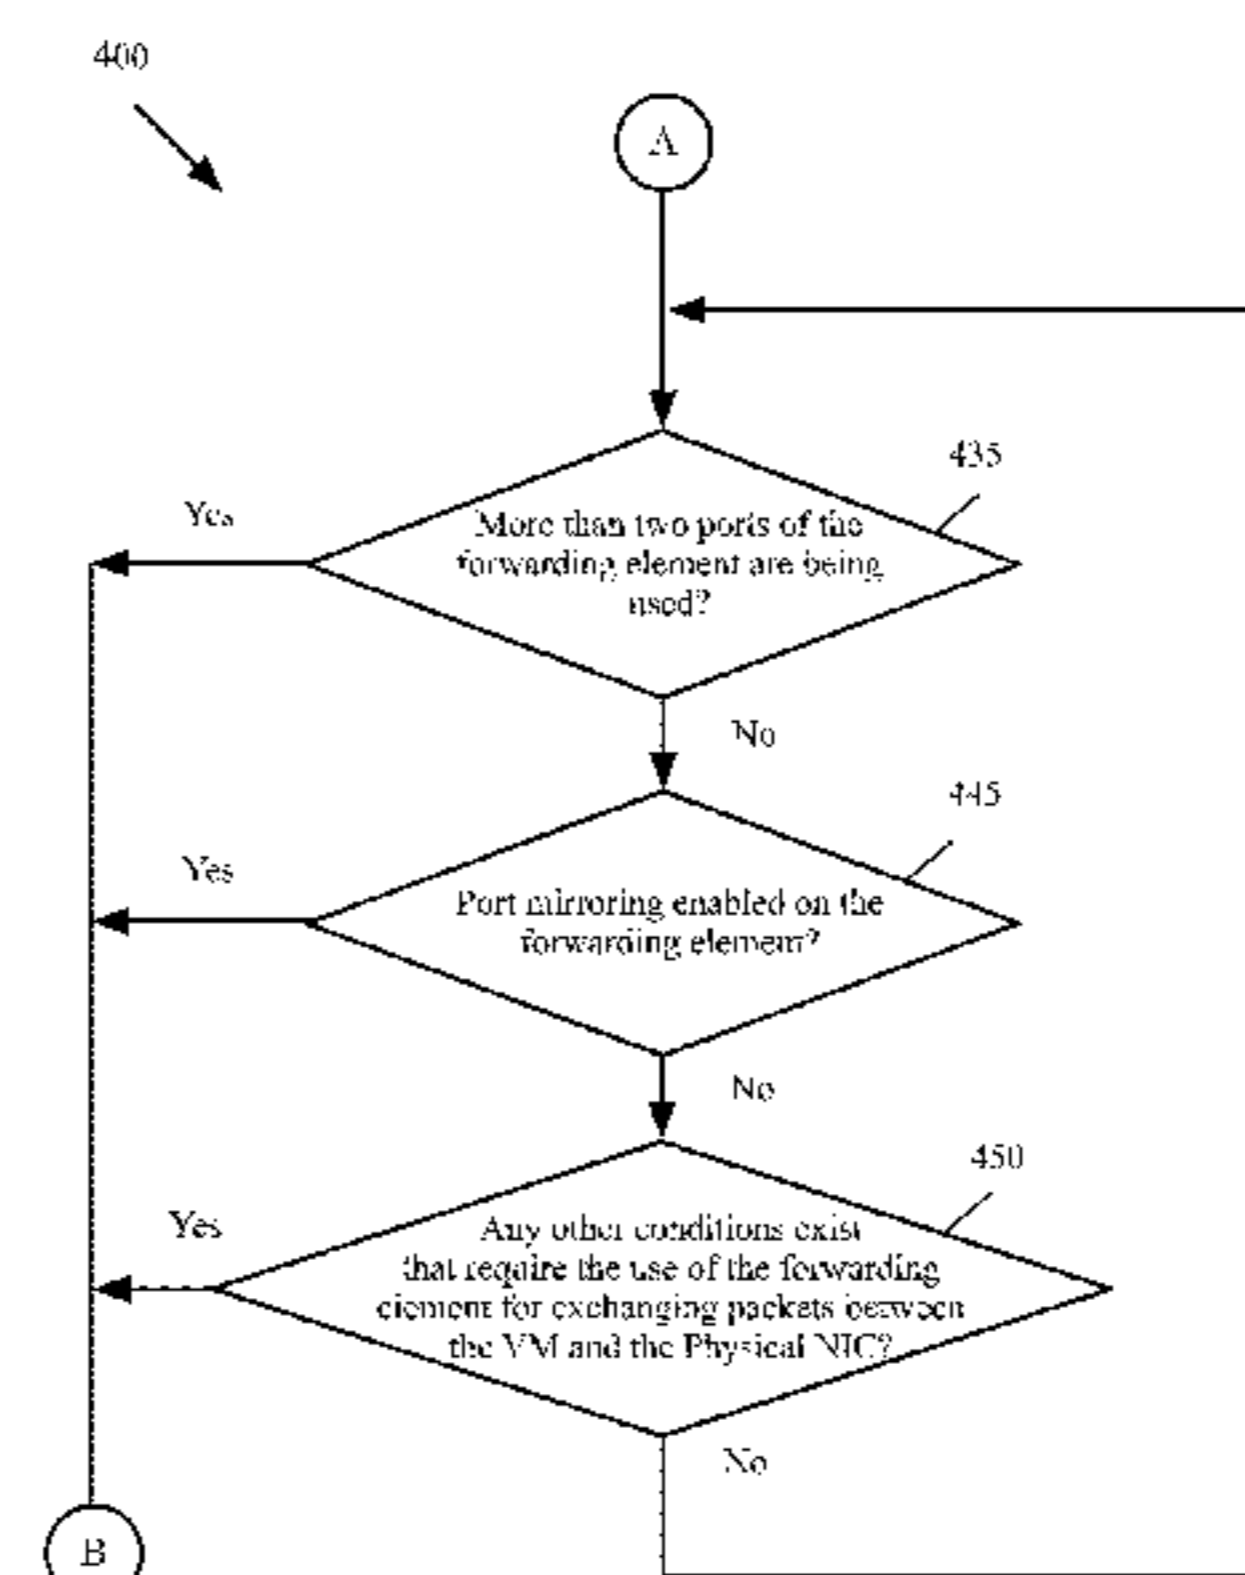 400
A
435
Yes
More than two ports of the
forwarding element are being
used?
No
445
Yes
Port mirroring enabled on the
forwarding element?
No
450
Yes
Any other conditions exist
that require the use of the forwarding
element for exchanging packets between
the VM and the Physical NIC?
No
B